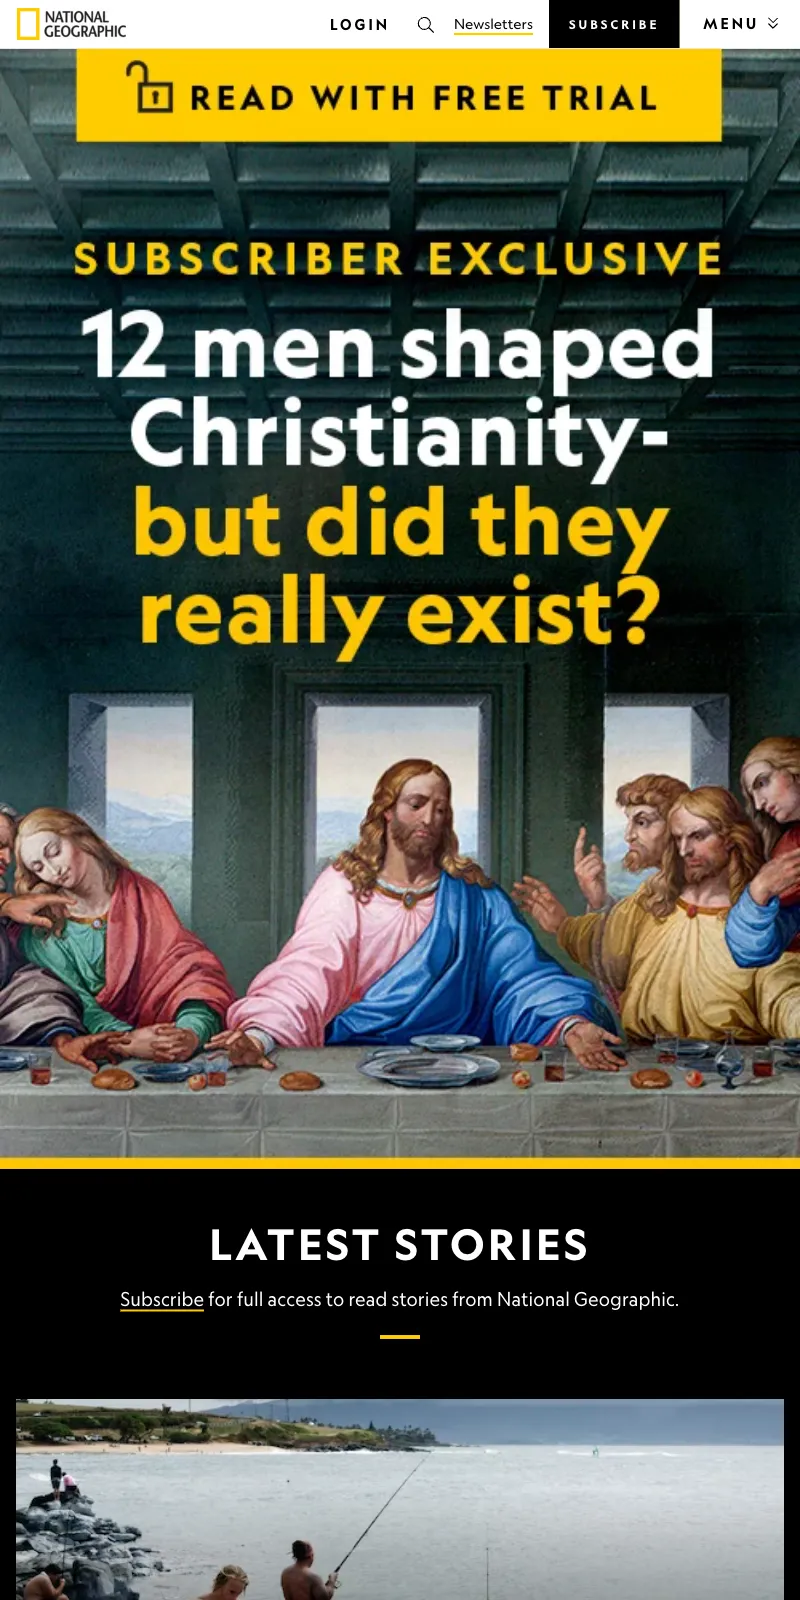 NATIONAL
GEOGRAPHIC
LOGIN
Newsletters
SUBSCRIBE
MENU
READ WITH FREE TRIAL
SUBSCRIBER EXCLUSIVE
12 men shaped
Christianity-
but did they
really exist?
LATEST STORIES
Subscribe for full access to read stories from National Geographic.